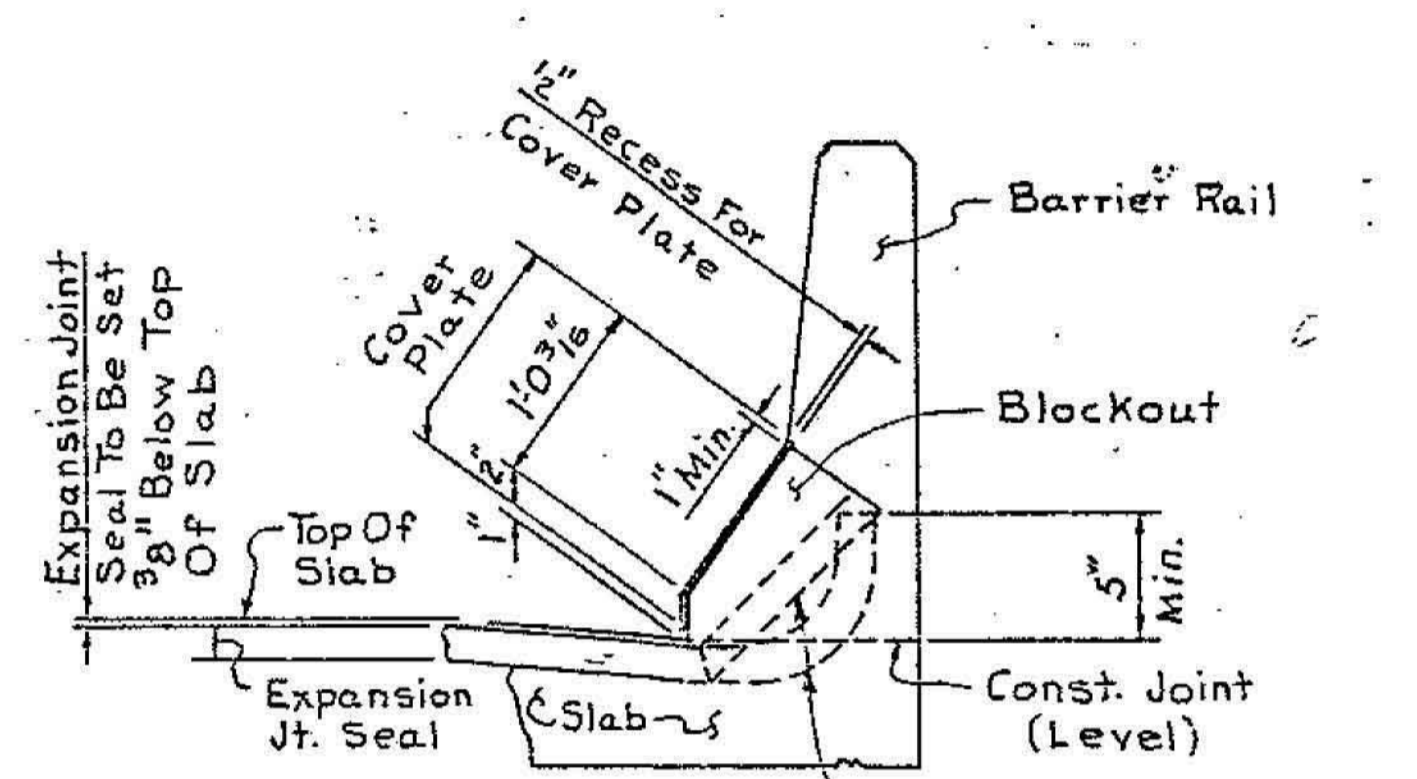 1/2" Recess For
Cover Plate
Barrier Rail
Cover
Plate
1'-0 3/16"
2"
1"
1" Min.
Blockout
Expansion Joint
Seal To Be Set
3/8" Below Top
Of Slab
Top Of
Slab
5"
Min.
Expansion
Jt. Seal
Slab
Const. Joint
(Level)